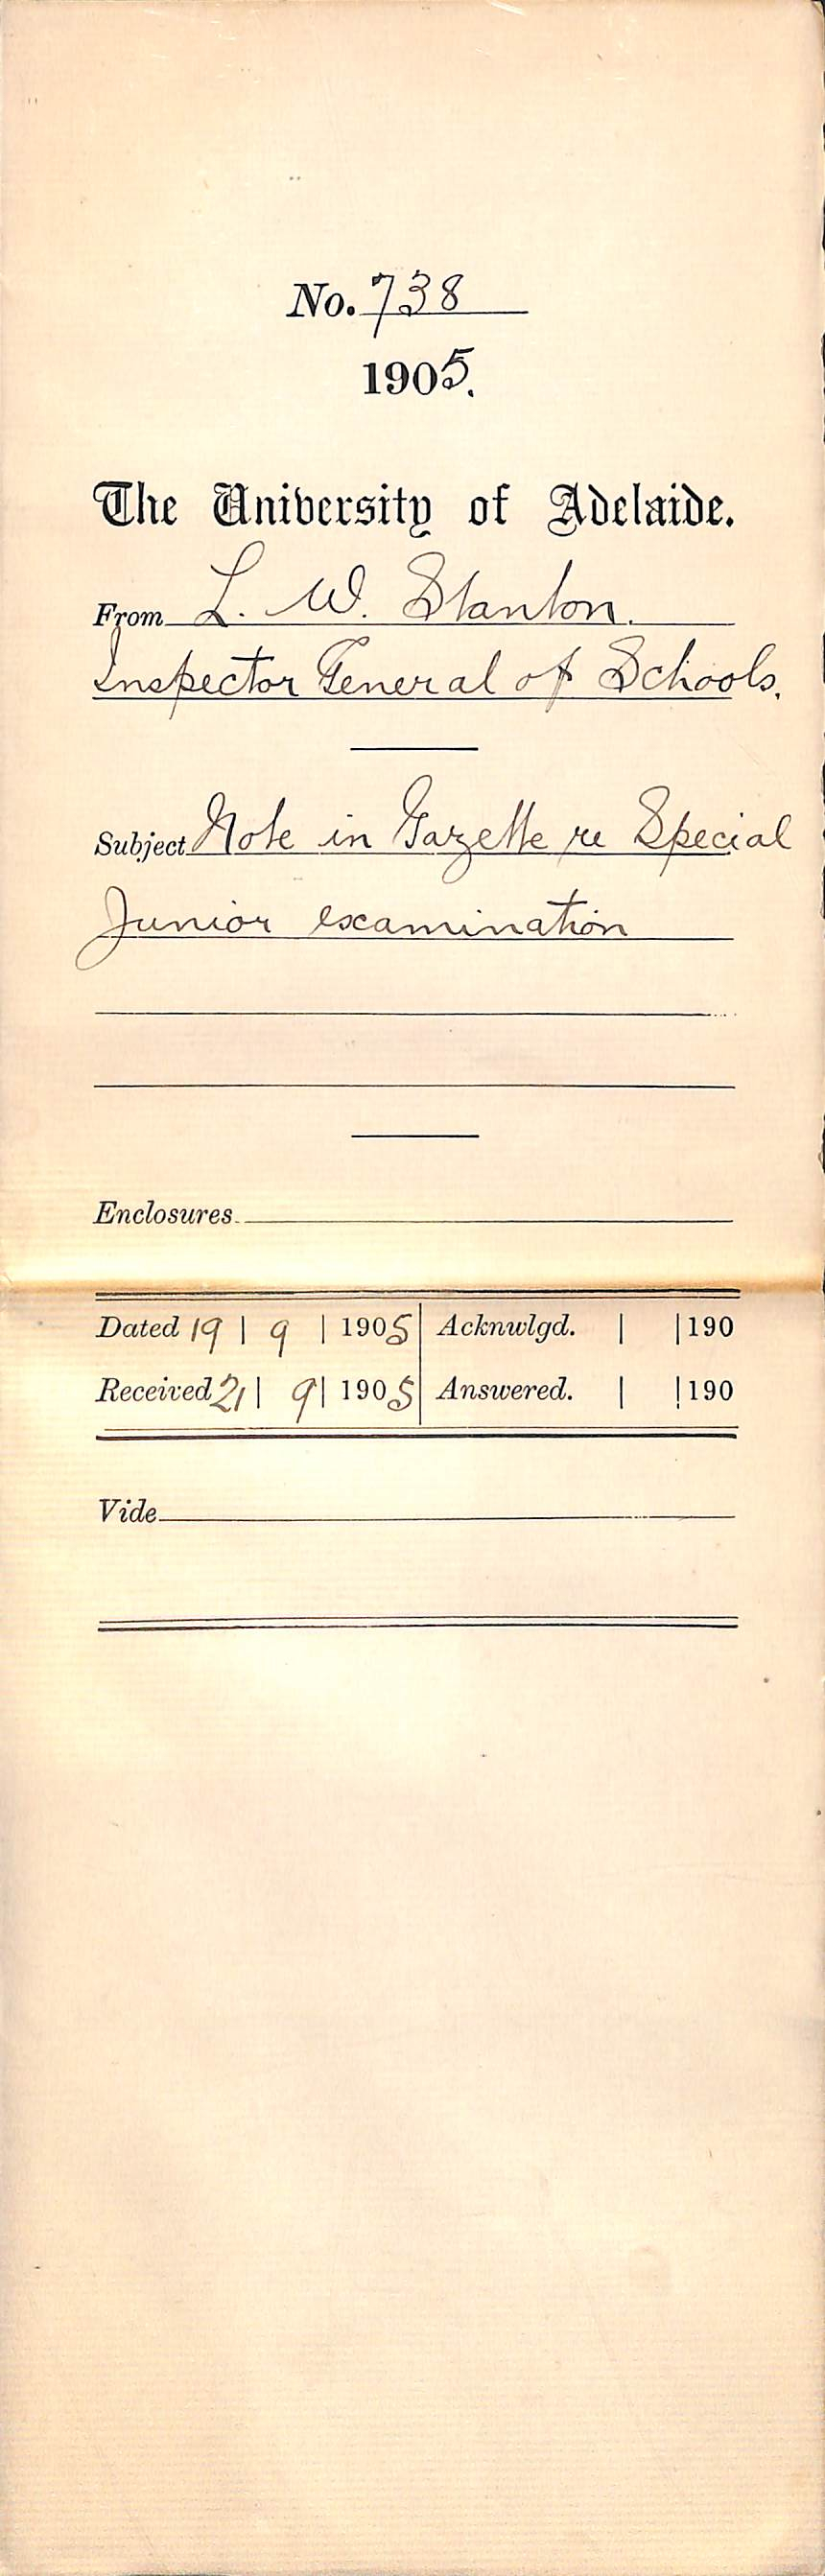 No. 738
1905.
The University of Adelaide.
From L. W. Stanton.
Inspector General of Schools.
Subject Note in Gazette re Special
Junior examination
Enclosures
Dated 19 | 9 | 1905 | Acknwlgd. | | 190
Received 21 | 9 | 1905 | Answered. | | 190
Vide